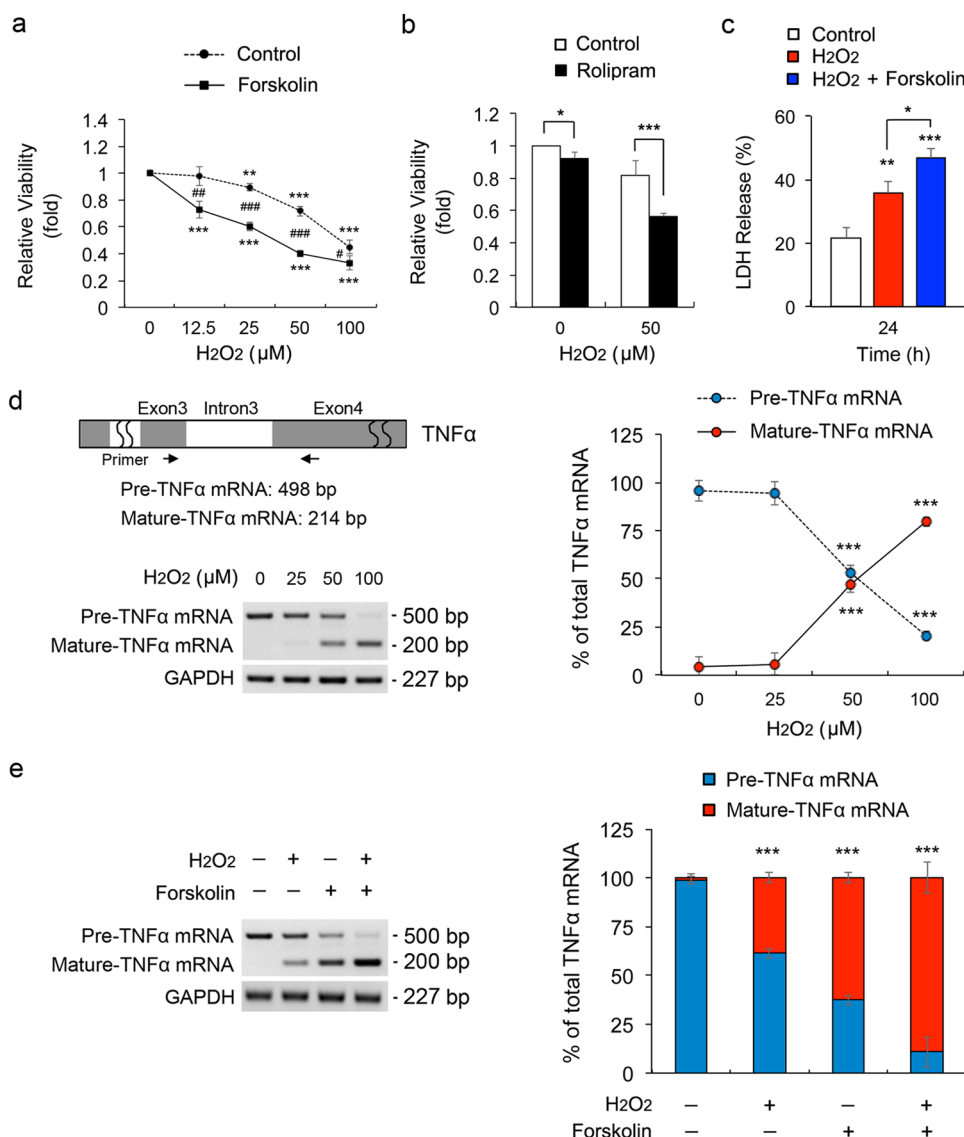 a
Control
Forskolin
Relative Viability
(fold)
1.4
1.2
1
0.8
0.6
0.4
0.2
0
**
***
##
###
###
#
***
***
***
***
***
0 12.5 25 50 100
H2O2 (µM)
b
Control
Rolipram
Relative Viability
(fold)
1.2
1
0.8
0.6
0.4
0.2
0
*
***
0 50
H2O2 (µM)
c
Control
H2O2
H2O2 + Forskolin
LDH Release (%)
60
40
20
0
*
**
***
24
Time (h)
d
Exon3 Intron3 Exon4
TNFα
Primer
Pre-TNFα mRNA: 498 bp
Mature-TNFα mRNA: 214 bp
H2O2 (µM) 0 25 50 100
Pre-TNFα mRNA - 500 bp
Mature-TNFα mRNA - 200 bp
GAPDH - 227 bp
Pre-TNFα mRNA
Mature-TNFα mRNA
% of total TNFα mRNA
125
100
75
50
25
0
***
***
***
***
0 25 50 100
H2O2 (µM)
e
H2O2 – + – +
Forskolin – – + +
Pre-TNFα mRNA - 500 bp
Mature-TNFα mRNA - 200 bp
GAPDH - 227 bp
Pre-TNFα mRNA
Mature-TNFα mRNA
% of total TNFα mRNA
125
100
75
50
25
0
*** *** ***
H2O2 – + – +
Forskolin – – + +